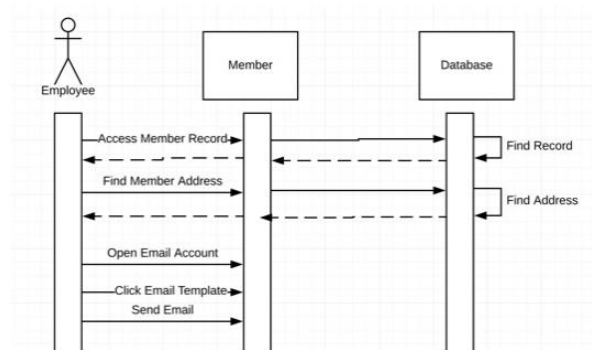 Employee
Member
Database
Access Member Record
Find Record
Find Member Address
Find Address
Open Email Account
Click Email Template
Send Email